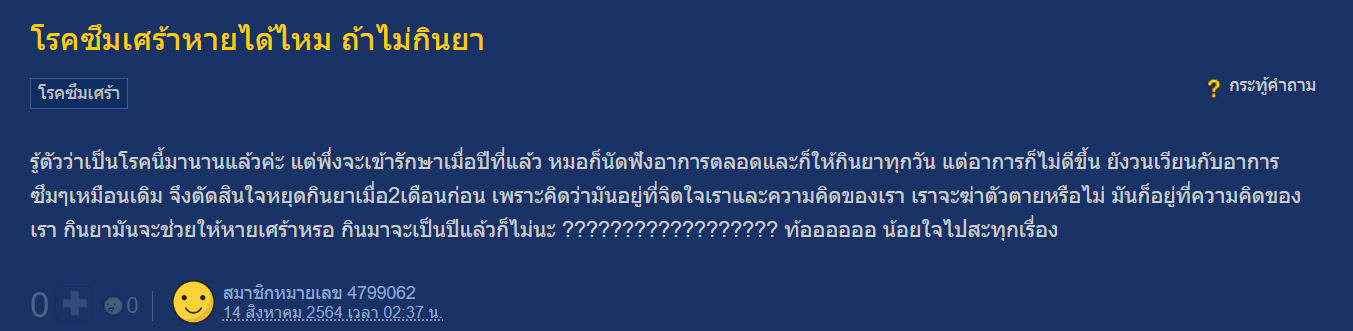 โรคซึมเศร้าหายได้ไหม ถ้าไม่กินยา
โรคซึมเศร้า
? กระทู้คำถาม
รู้ตัวว่าเป็นโรคนี้มานานแล้วค่ะ แต่พึ่งจะเข้ารักษาเมื่อปีที่แล้ว หมอก็นัดฟังอาการตลอดและก็ให้กินยาทุกวัน แต่อาการก็ไม่ดีขึ้น ยังวนเวียนกับอาการ
ซึมๆเหมือนเดิม จึงตัดสินใจหยุดกินยาเมื่อ2เดือนก่อน เพราะคิดว่ามันอยู่ที่จิตใจเราและความคิดของเรา เราจะฆ่าตัวตายหรือไม่ มันก็อยู่ที่ความคิดของ
เรา กินยามันจะช่วยให้หายเศร้าหรอ กินมาจะเป็นปีแล้วก็ไม่นะ ?????????????????? ท้ออออออ น้อยใจไปสะทุกเรื่อง
0 0
สมาชิกหมายเลข 4799062
14 สิงหาคม 2564 เวลา 02:37 น.